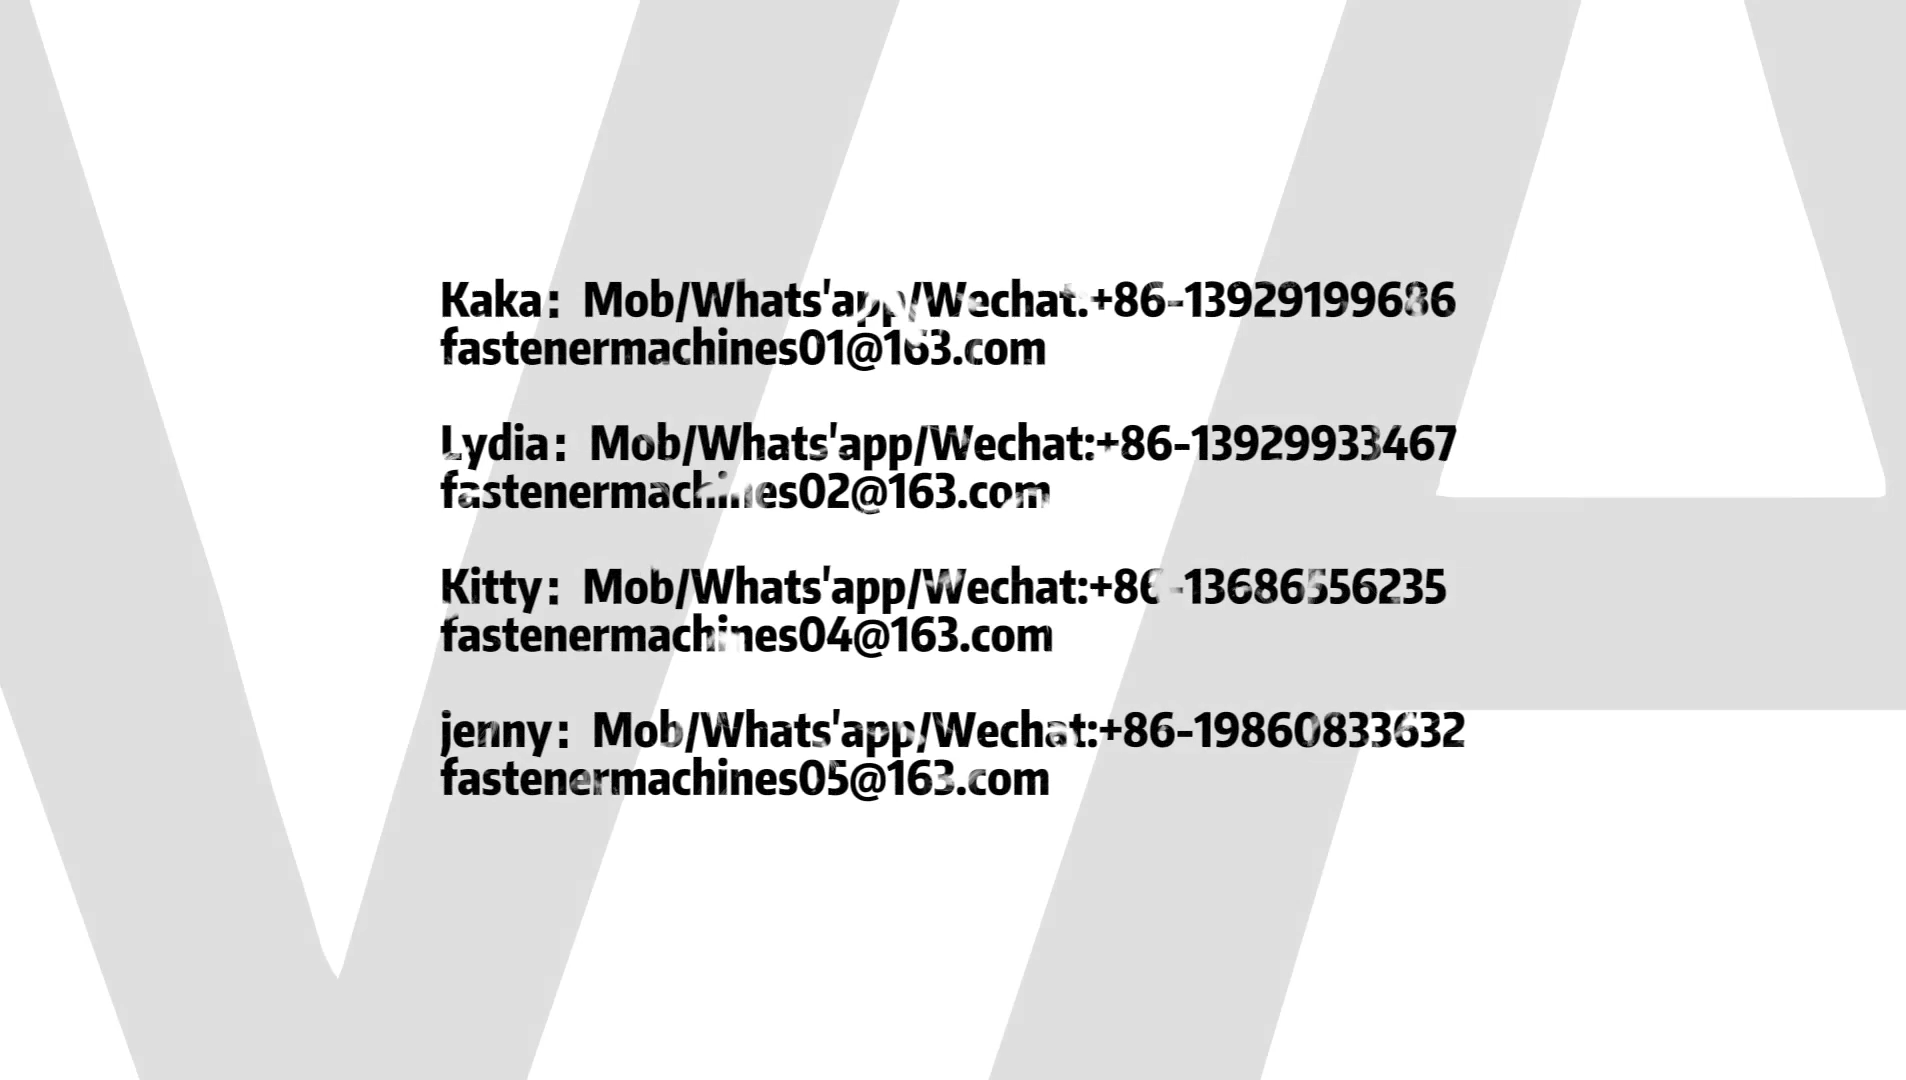 Kaka： Mob/Whats'app/Wechat:+86-13929199686
fastenermachines01@163.com
Lydia： Mob/Whats'app/Wechat:+86-13929933467
fastenermachines02@163.com
Kitty： Mob/Whats'app/Wechat:+86-13686556235
fastenermachines04@163.com
jenny： Mob/Whats'app/Wechat:+86-19860833632
fastenermachines05@163.com